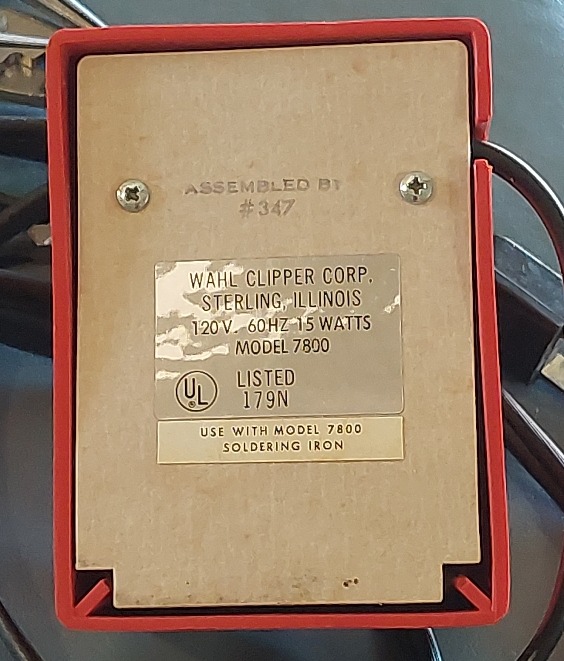 ASSEMBLED BY
#347
WAHL CLIPPER CORP.
STERLING, ILLINOIS
120V. 60HZ 15 WATTS
MODEL 7800
UL
LISTED
179N
USE WITH MODEL 7800
SOLDERING IRON